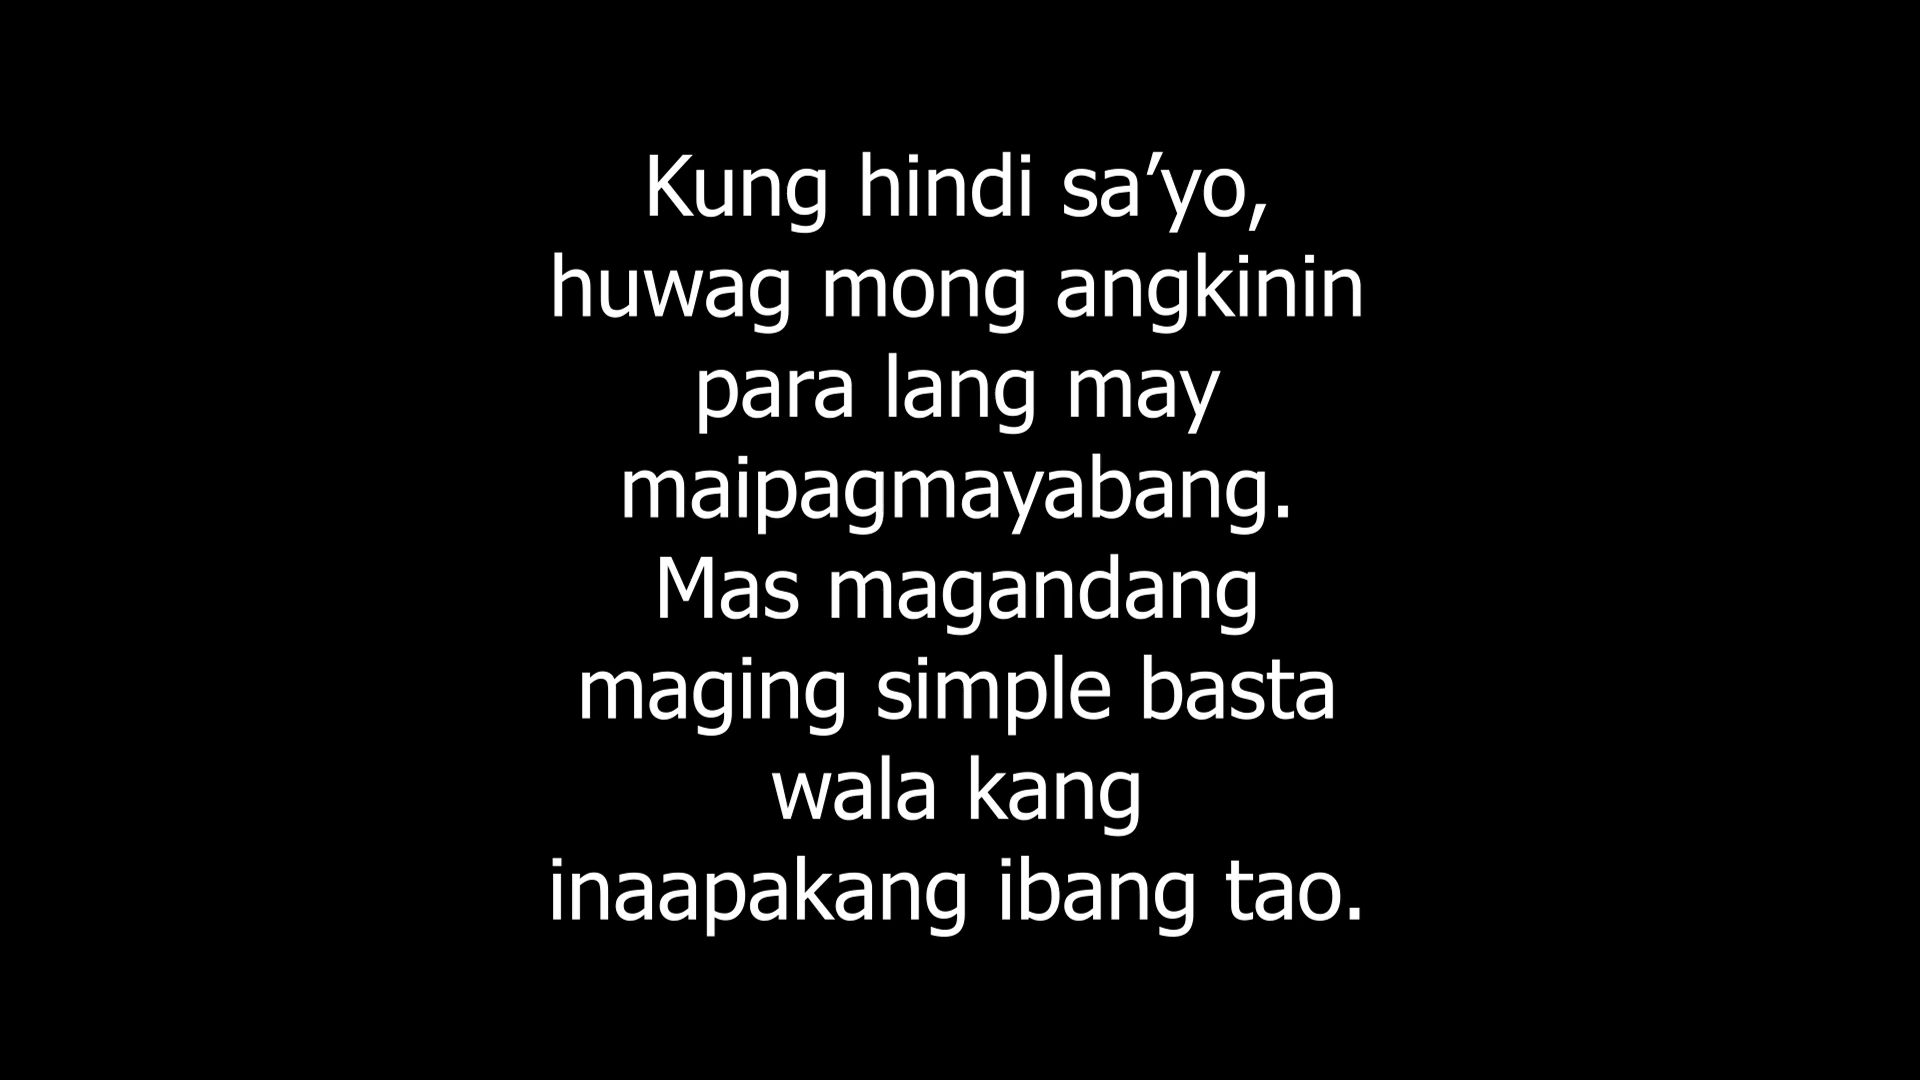 Kung hindi sa’yo,
huwag mong angkinin
para lang may
maipagmayabang.
Mas magandang
maging simple basta
wala kang
inaapakang ibang tao.